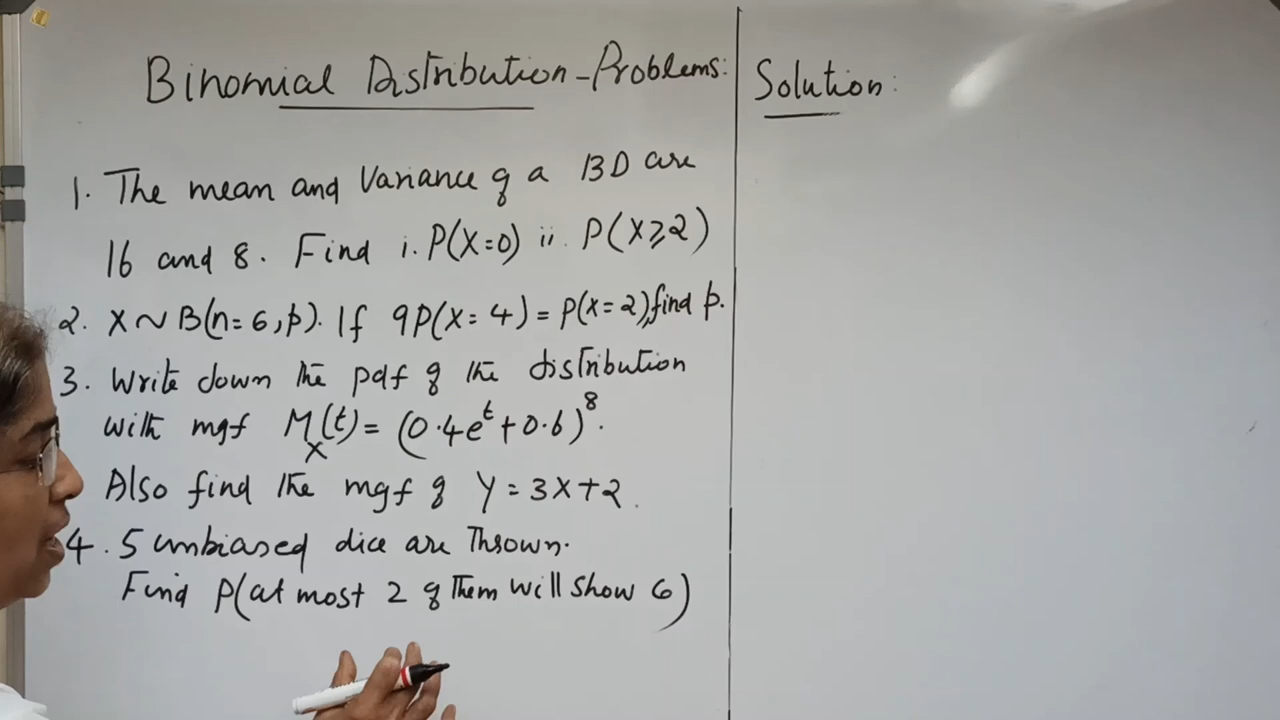 Binomial Distribution - Problems:
1. The mean and Variance of a BD are
16 and 8. Find i. P(X=0) ii. P(X⩾2)
2. X ~ B(n=6, p). If 9P(X=4) = P(X=2), find p.
3. Write down the pdf of the distribution
with mgf M_X(t) = (0.4e^t + 0.6)^8.
Also find the mgf of Y = 3X+2.
4. 5 unbiased dice are thrown.
Find P(at most 2 of them will show 6)
Solution: